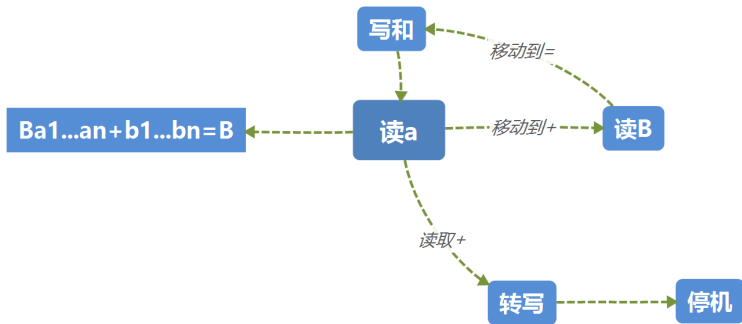 写和
移动到=
Ba1...an+b1...bn=B
读a
移动到+
读B
读取+
转写
停机